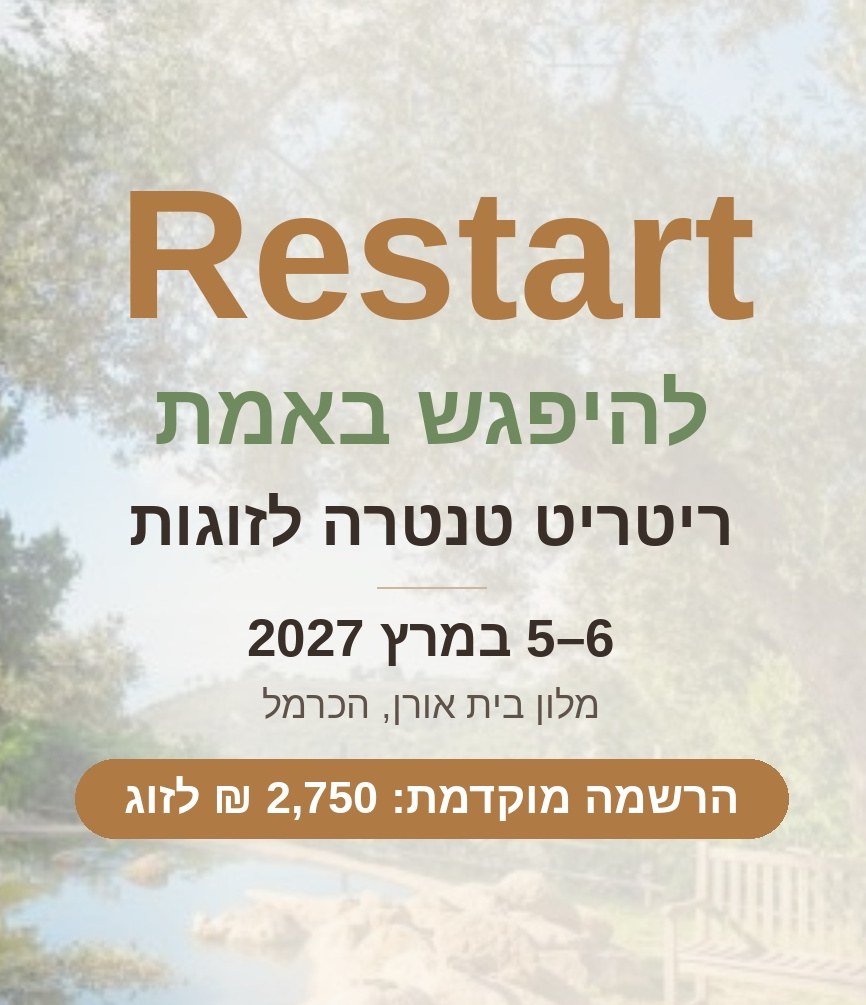 Restart
להיפגש באמת
ריטריט טנטרה לזוגות
5–6 במרץ 2027
מלון בית אורן, הכרמל
הרשמה מוקדמת: 2,750 ₪ לזוג